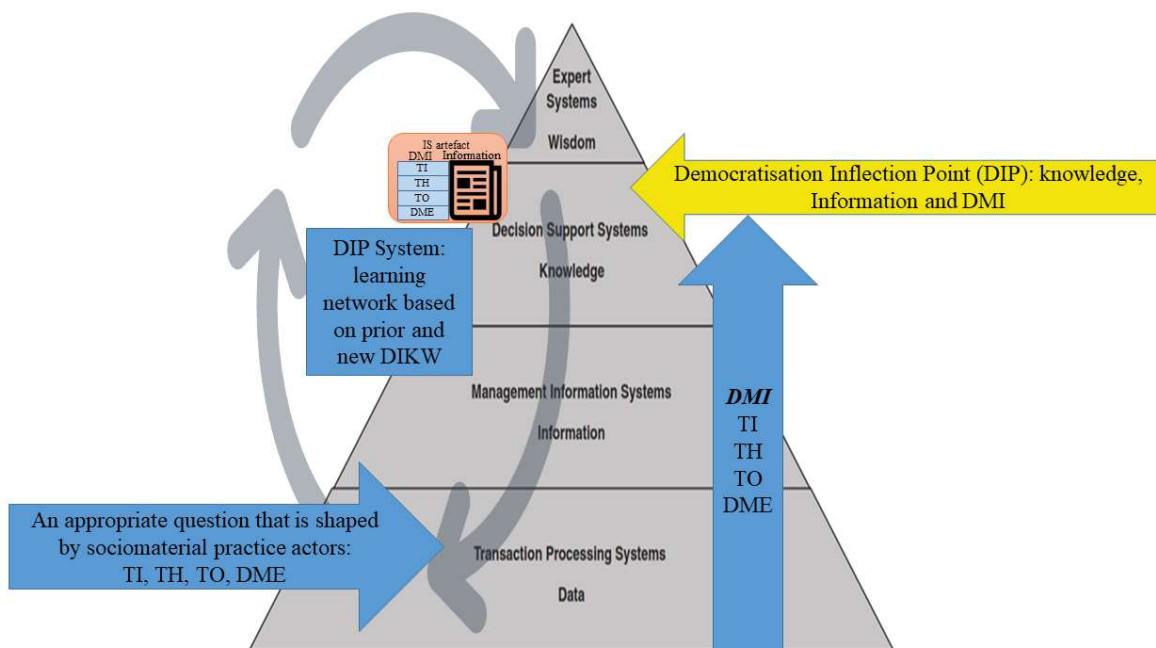 Expert
Systems
Wisdom
IS artefact
DMI Information
TI
TH
TO
DME
Democratisation Inflection Point (DIP): knowledge,
Information and DMI
Decision Support Systems
Knowledge
DIP System:
learning
network based
on prior and
new DIKW
Management Information Systems
Information
DMI
TI
TH
TO
DME
An appropriate question that is shaped
by sociomaterial practice actors:
TI, TH, TO, DME
Transaction Processing Systems
Data